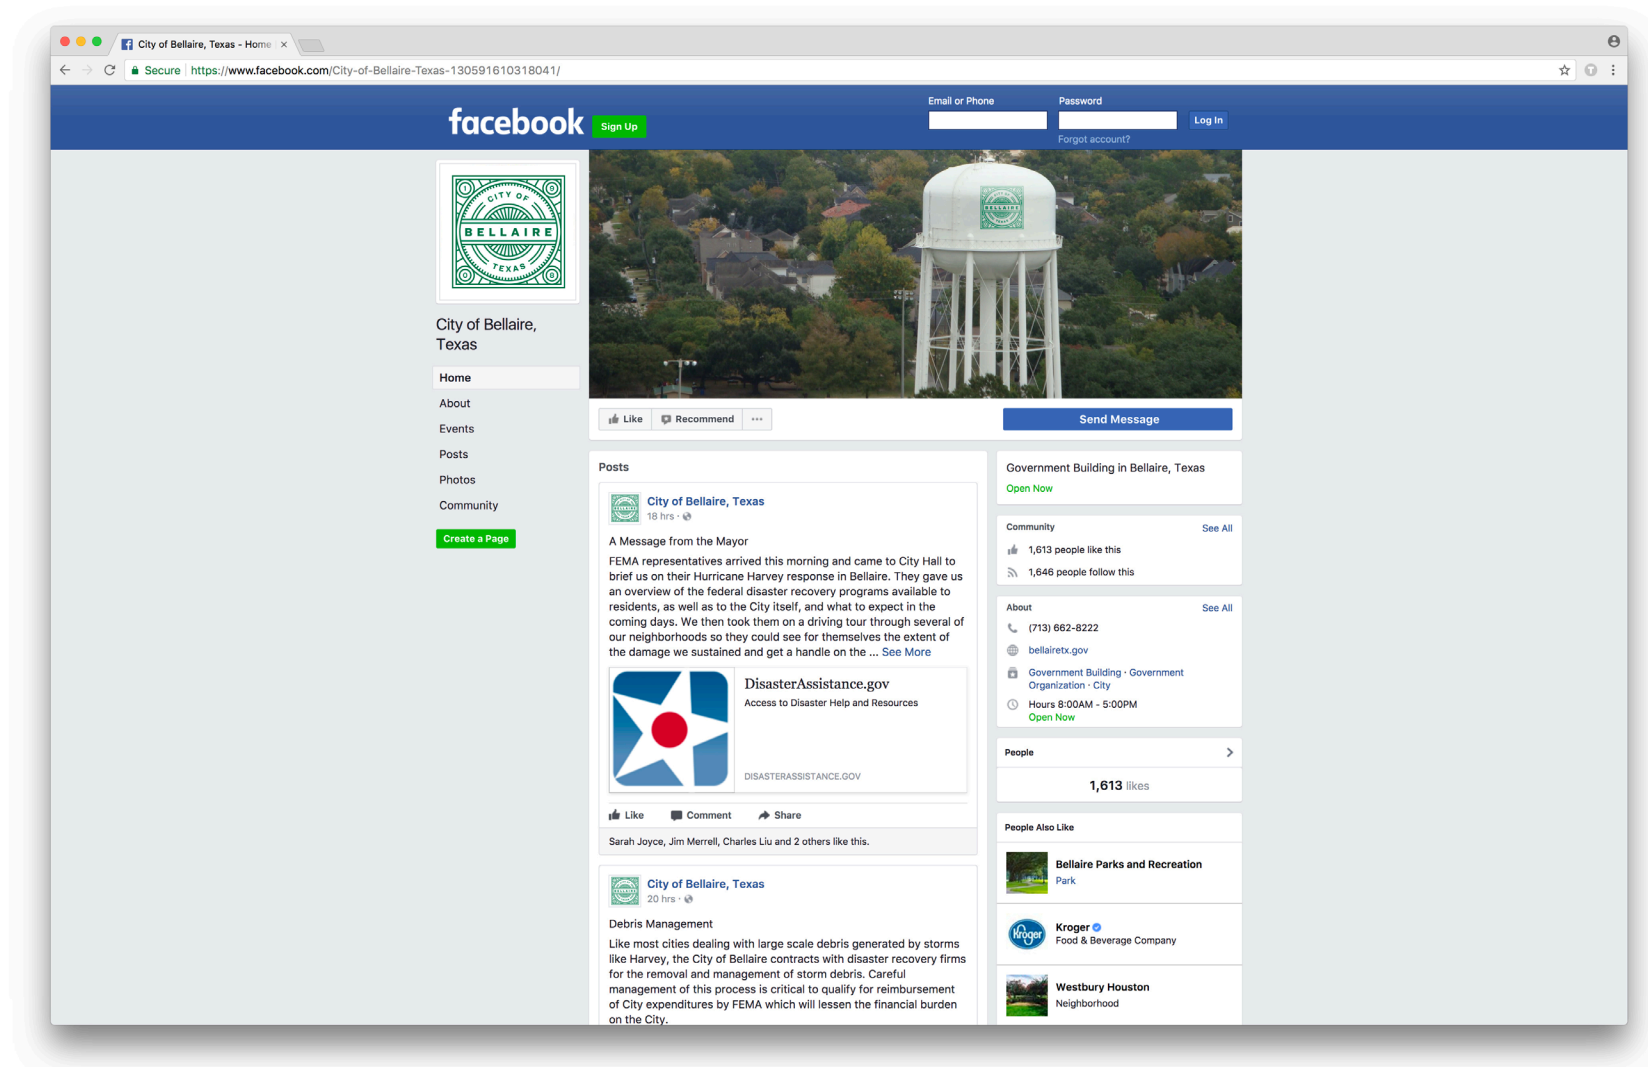 City of Bellaire, Texas - Home
Secure https://www.facebook.com/City-of-Bellaire-Texas-130591610318041/
facebook
Sign Up
Email or Phone
Password
Log In
Forgot account?
1 9
CITY OF
BELLAIRE
TEXAS
0 8
BELLAIRE
City of Bellaire,
Texas
Home
About
Events
Posts
Photos
Community
Create a Page
Like
Recommend
Send Message
Posts
City of Bellaire, Texas
18 hrs ·
A Message from the Mayor
FEMA representatives arrived this morning and came to City Hall to
brief us on their Hurricane Harvey response in Bellaire. They gave us
an overview of the federal disaster recovery programs available to
residents, as well as to the City itself, and what to expect in the
coming days. We then took them on a driving tour through several of
our neighborhoods so they could see for themselves the extent of
the damage we sustained and get a handle on the ... See More
DisasterAssistance.gov
Access to Disaster Help and Resources
DISASTERASSISTANCE.GOV
Like Comment Share
Sarah Joyce, Jim Merrell, Charles Liu and 2 others like this.
City of Bellaire, Texas
20 hrs ·
Debris Management
Like most cities dealing with large scale debris generated by storms
like Harvey, the City of Bellaire contracts with disaster recovery firms
for the removal and management of storm debris. Careful
management of this process is critical to qualify for reimbursement
of City expenditures by FEMA which will lessen the financial burden
on the City.
Government Building in Bellaire, Texas
Open Now
Community See All
1,613 people like this
1,646 people follow this
About See All
(713) 662-8222
bellairetx.gov
Government Building · Government
Organization · City
Hours 8:00AM - 5:00PM
Open Now
People
1,613 likes
People Also Like
Bellaire Parks and Recreation
Park
Kroger
Kroger
Food & Beverage Company
Westbury Houston
Neighborhood